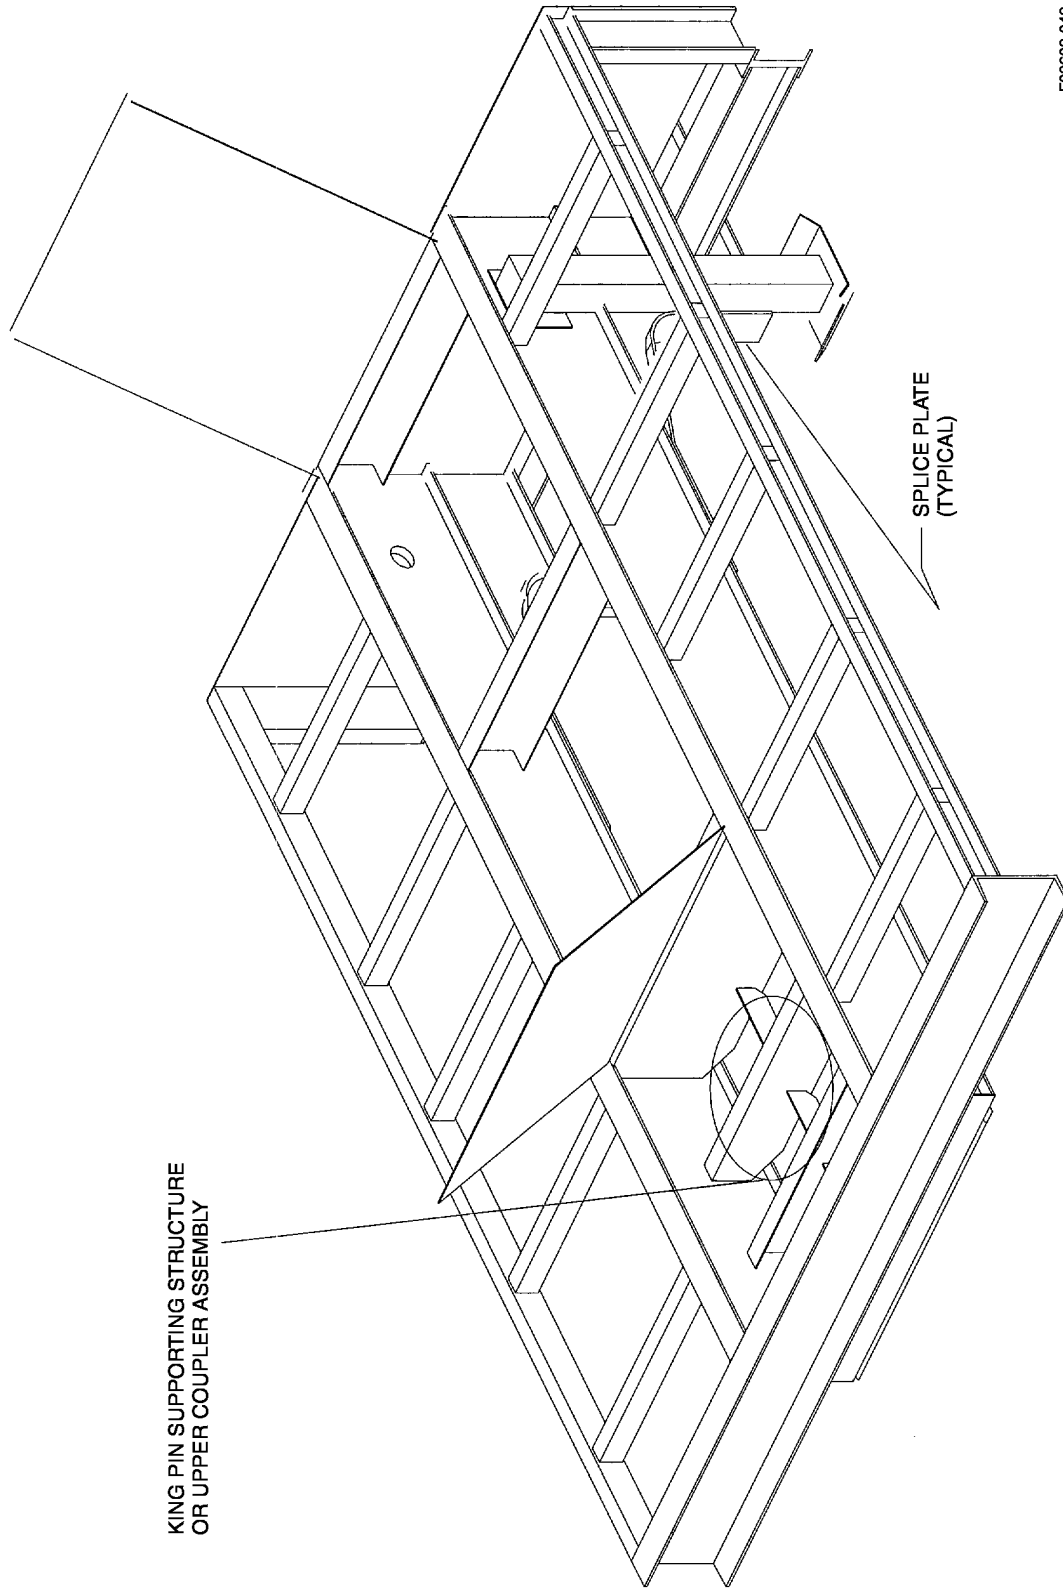 KING PIN SUPPORTING STRUCTURE
OR UPPER COUPLER ASSEMBLY
SPLICE PLATE
(TYPICAL)